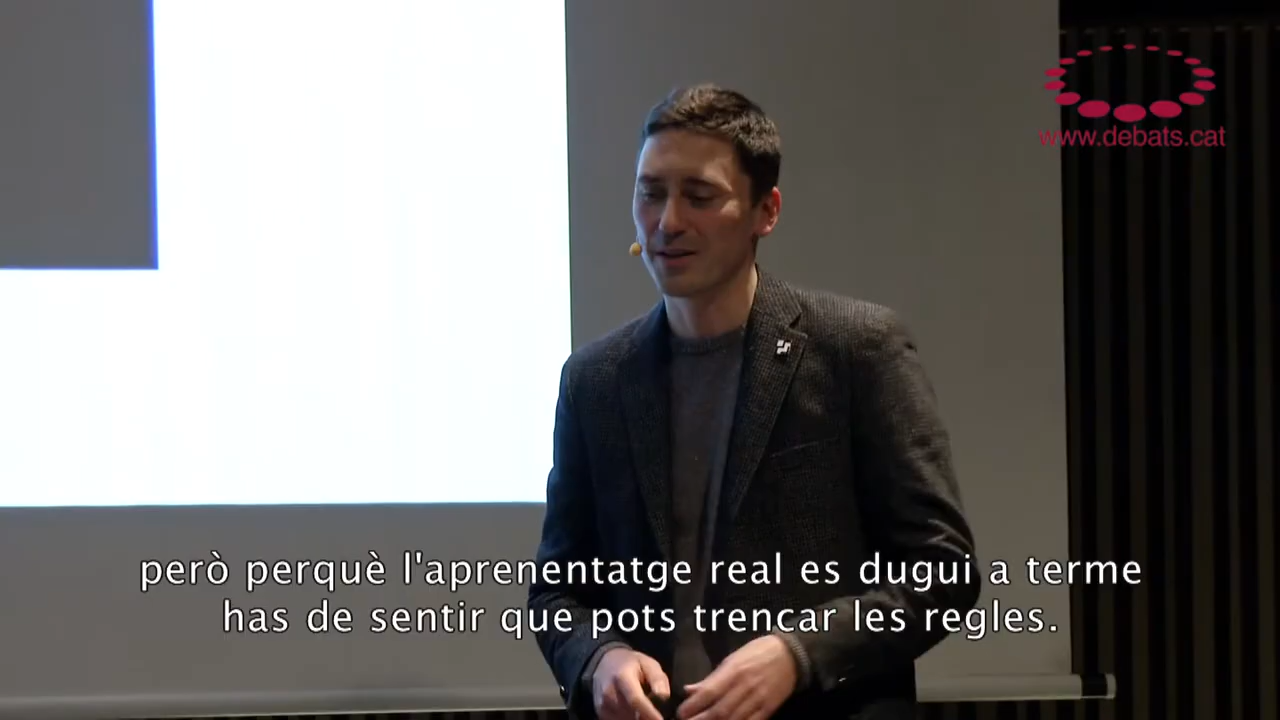 www.debats.cat
però perquè l'aprenentatge real es dugui a terme
has de sentir que pots trencar les regles.